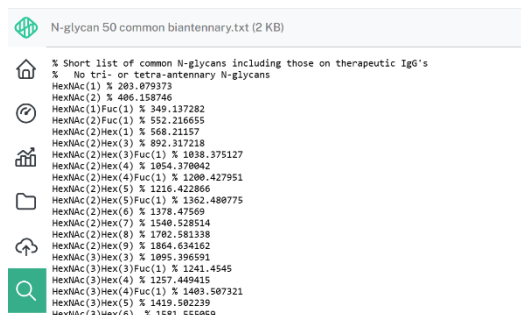 N-glycan 50 common biantennary.txt (2 KB)
% Short list of common N-glycans including those on therapeutic IgG's
%   No tri- or tetra-antennary N-glycans
HexNAc(1) % 203.079373
HexNAc(2) % 406.158746
HexNAc(1)Fuc(1) % 349.137282
HexNAc(2)Fuc(1) % 552.216655
HexNAc(2)Hex(1) % 568.21157
HexNAc(2)Hex(3) % 892.317218
HexNAc(2)Hex(3)Fuc(1) % 1038.375127
HexNAc(2)Hex(4) % 1054.370042
HexNAc(2)Hex(4)Fuc(1) % 1200.427951
HexNAc(2)Hex(5) % 1216.422866
HexNAc(2)Hex(5)Fuc(1) % 1362.480775
HexNAc(2)Hex(6) % 1378.47569
HexNAc(2)Hex(7) % 1540.528514
HexNAc(2)Hex(8) % 1702.581338
HexNAc(2)Hex(9) % 1864.634162
HexNAc(3)Hex(3) % 1095.396591
HexNAc(3)Hex(3)Fuc(1) % 1241.4545
HexNAc(3)Hex(4) % 1257.449415
HexNAc(3)Hex(4)Fuc(1) % 1403.507321
HexNAc(3)Hex(5) % 1419.502239
HexNAc(3)Hex(6)  % 1581.555059